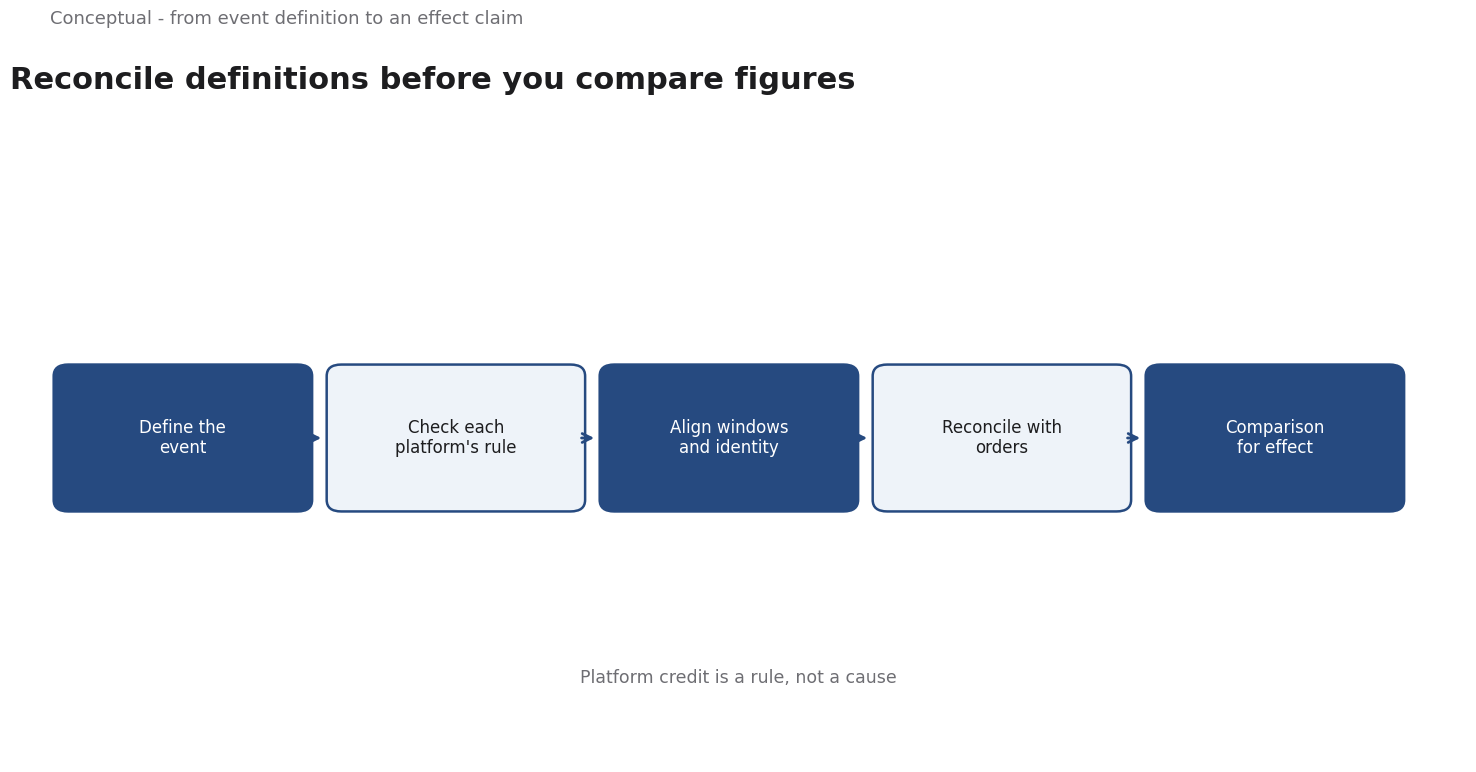 Conceptual - from event definition to an effect claim
Reconcile definitions before you compare figures
Define the
event
Check each
platform's rule
Align windows
and identity
Reconcile with
orders
Comparison
for effect
Platform credit is a rule, not a cause